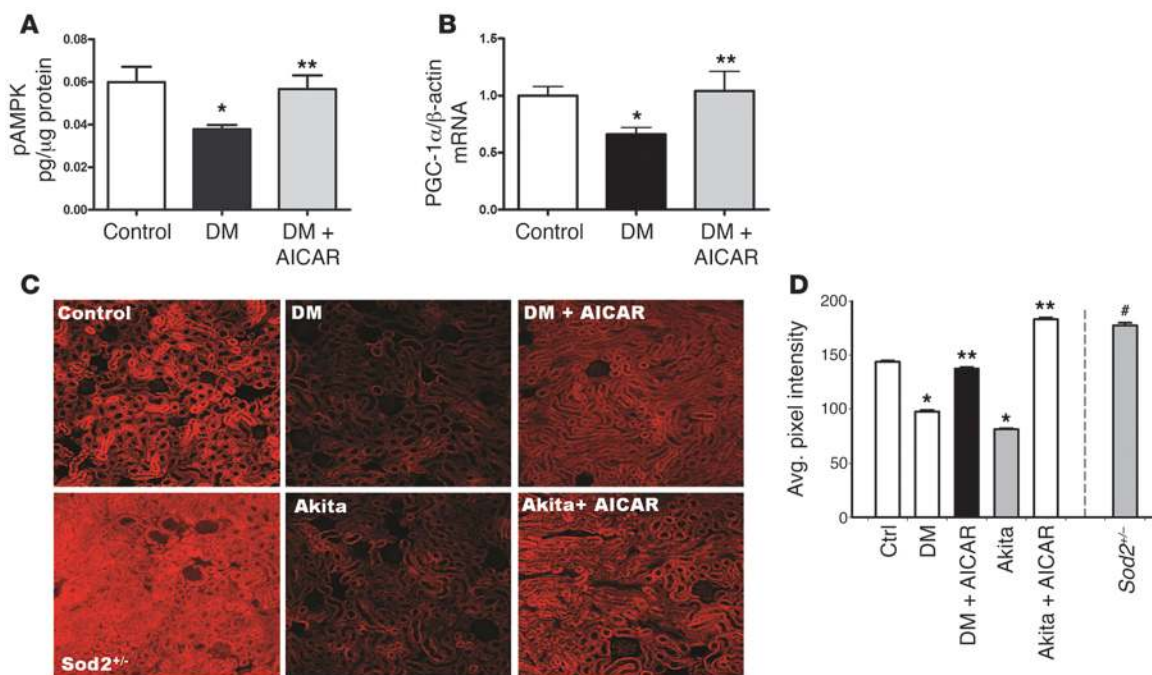 A
pAMPK
pg/μg protein
0.08
0.06
0.04
0.02
0.00
*
**
Control
DM
DM +
AICAR
B
PGC-1α/β-actin
mRNA
1.5
1.0
0.5
0.0
*
**
Control
DM
DM +
AICAR
C
Control
DM
DM + AICAR
Sod2+/-
Akita
Akita+ AICAR
D
Avg. pixel intensity
200
150
100
50
0
*
**
*
**
#
Ctrl
DM
DM + AICAR
Akita
Akita + AICAR
Sod2+/-